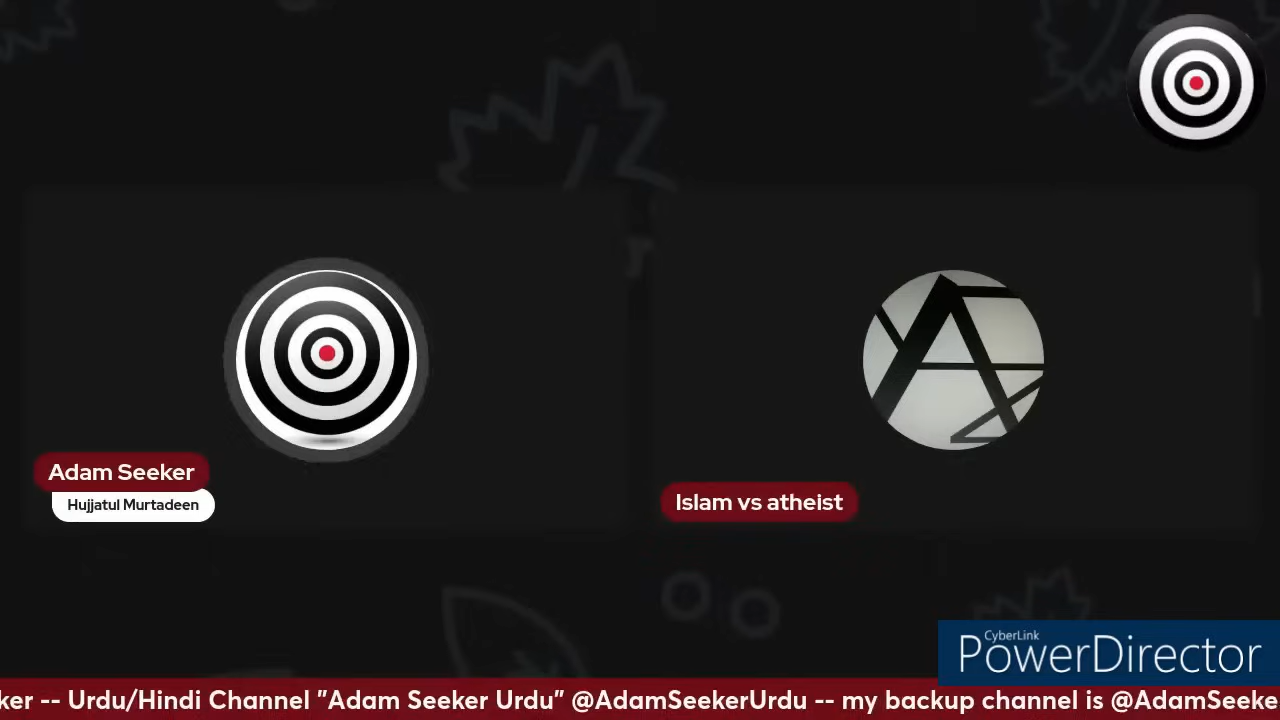 Adam Seeker
Hujjatul Murtadeen
Islam vs atheist
CyberLink
PowerDirector
ker -- Urdu/Hindi Channel "Adam Seeker Urdu" @AdamSeekerUrdu -- my backup channel is @AdamSeeke